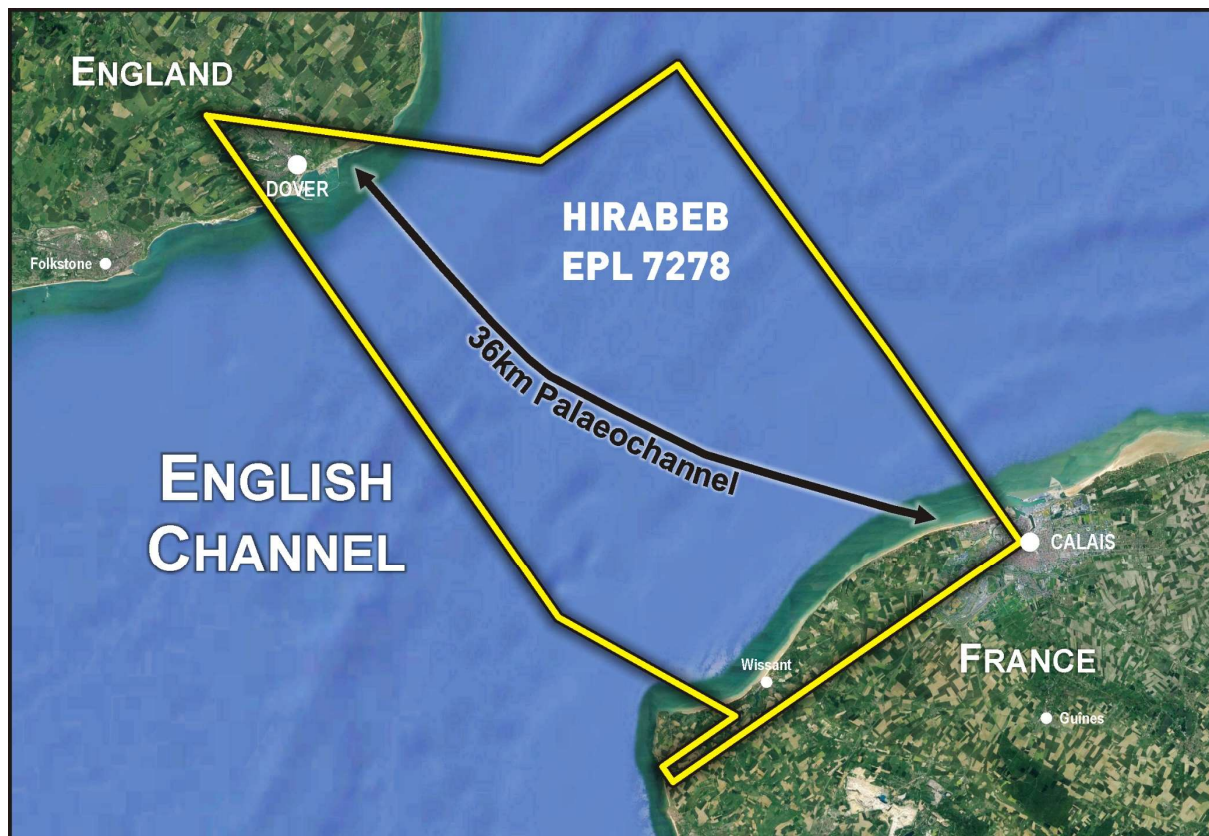 ENGLAND
DOVER
Folkstone
HIRABEB
EPL 7278
36km Palaeochannel
ENGLISH
CHANNEL
CALAIS
FRANCE
Wissant
Guines